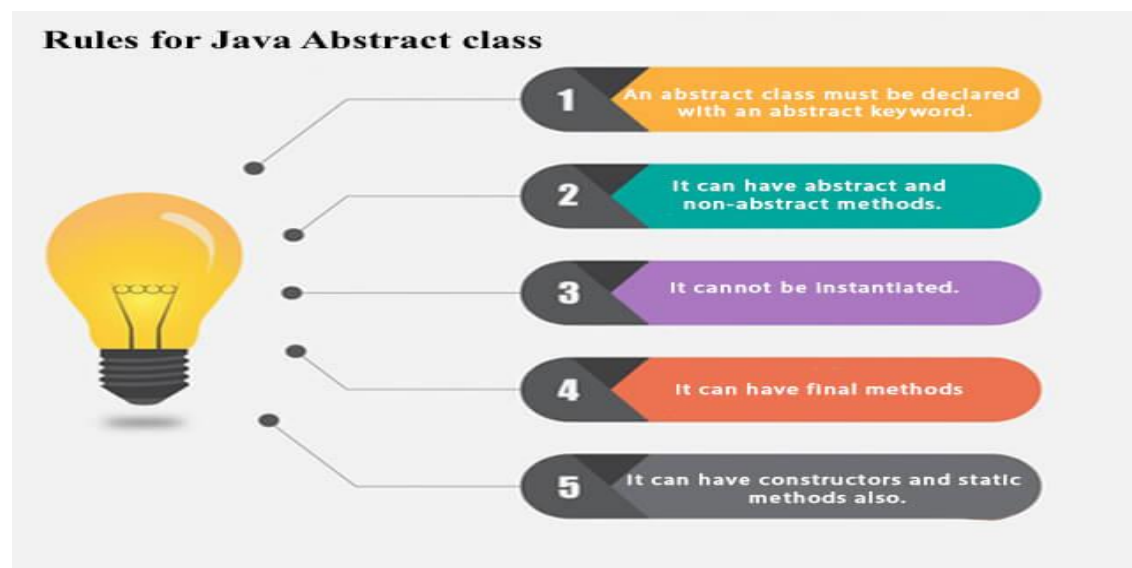 Rules for Java Abstract class
1
An abstract class must be declared
with an abstract keyword.
2
It can have abstract and
non-abstract methods.
3
It cannot be instantiated.
4
It can have final methods
5
It can have constructors and static
methods also.